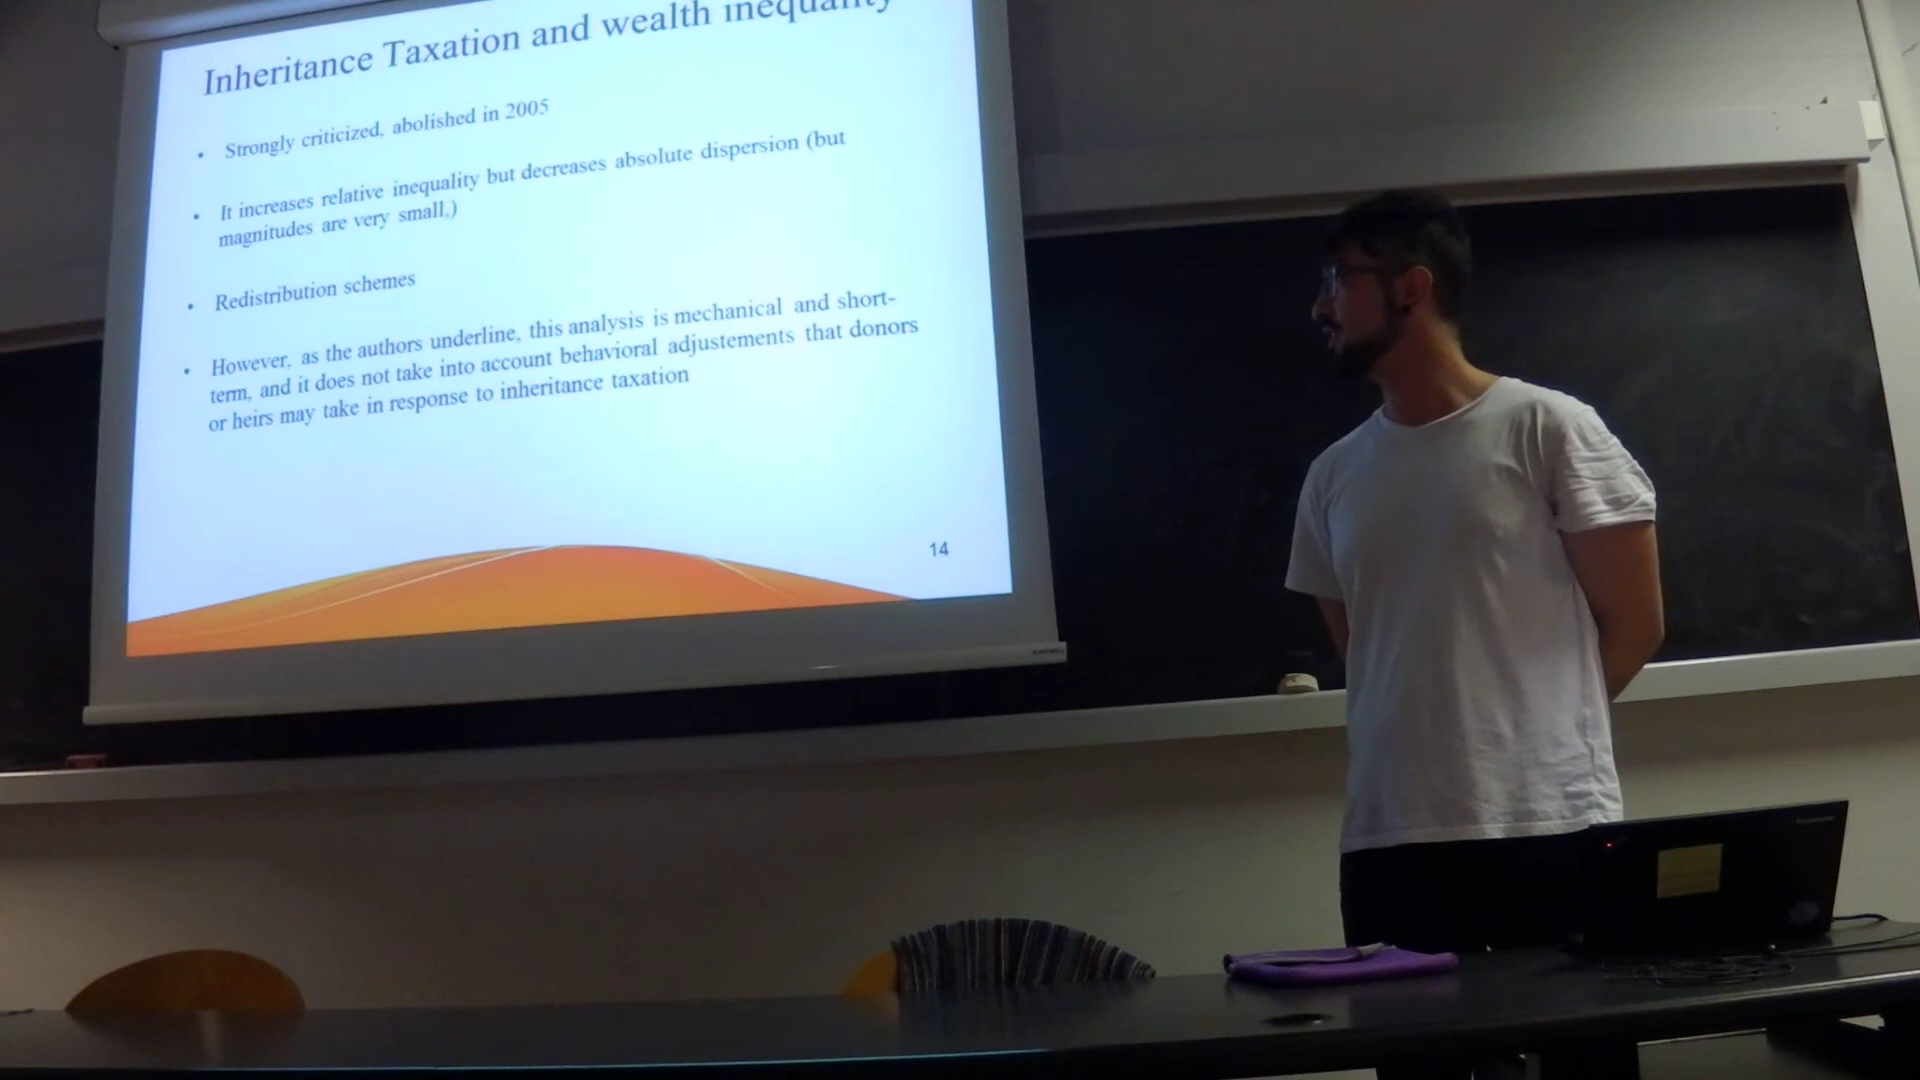 Inheritance Taxation and wealth inequality
• Strongly criticized, abolished in 2005
• It increases relative inequality but decreases absolute dispersion (but
magnitudes are very small,)
• Redistribution schemes
• However, as the authors underline, this analysis is mechanical and short-
term, and it does not take into account behavioral adjustements that donors
or heirs may take in response to inheritance taxation
14